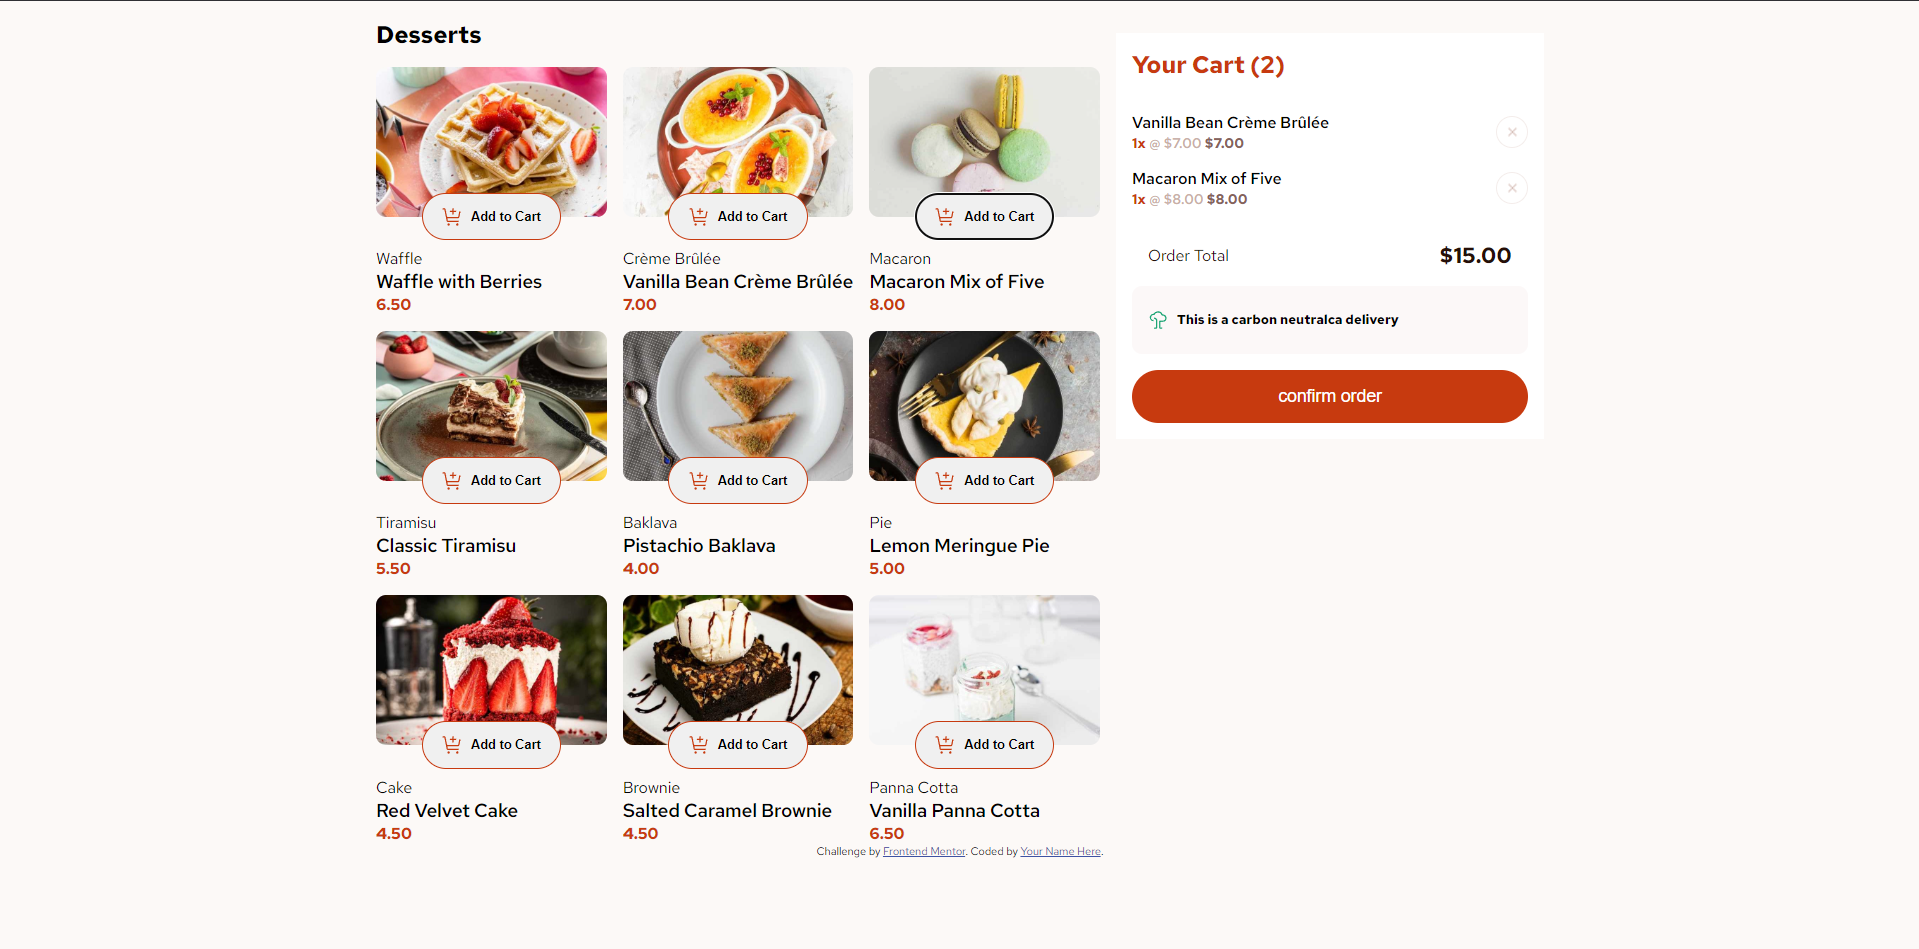 Desserts
Add to Cart
Add to Cart
Add to Cart
Waffle
Waffle with Berries
6.50
Crème Brûlée
Vanilla Bean Crème Brûlée
7.00
Macaron
Macaron Mix of Five
8.00
Add to Cart
Add to Cart
Add to Cart
Tiramisu
Classic Tiramisu
5.50
Baklava
Pistachio Baklava
4.00
Pie
Lemon Meringue Pie
5.00
Add to Cart
Add to Cart
Add to Cart
Cake
Red Velvet Cake
4.50
Brownie
Salted Caramel Brownie
4.50
Panna Cotta
Vanilla Panna Cotta
6.50
Your Cart (2)
Vanilla Bean Crème Brûlée
1x @ $7.00 $7.00
Macaron Mix of Five
1x @ $8.00 $8.00
Order Total $15.00
This is a carbon neutralca delivery
confirm order
Challenge by Frontend Mentor. Coded by Your Name Here.